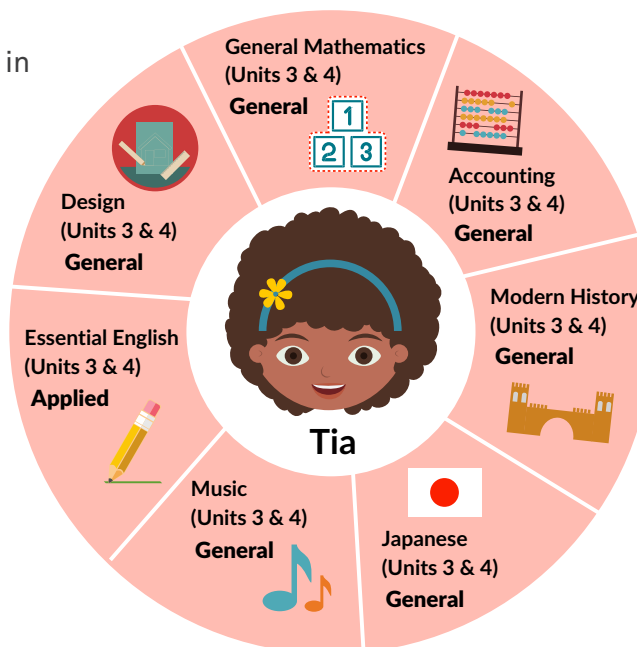 in
General Mathematics
(Units 3 & 4)
General
1
2 3
Accounting
(Units 3 & 4)
General
Modern History
(Units 3 & 4)
General
Japanese
(Units 3 & 4)
General
Music
(Units 3 & 4)
General
Essential English
(Units 3 & 4)
Applied
Design
(Units 3 & 4)
General
Tia